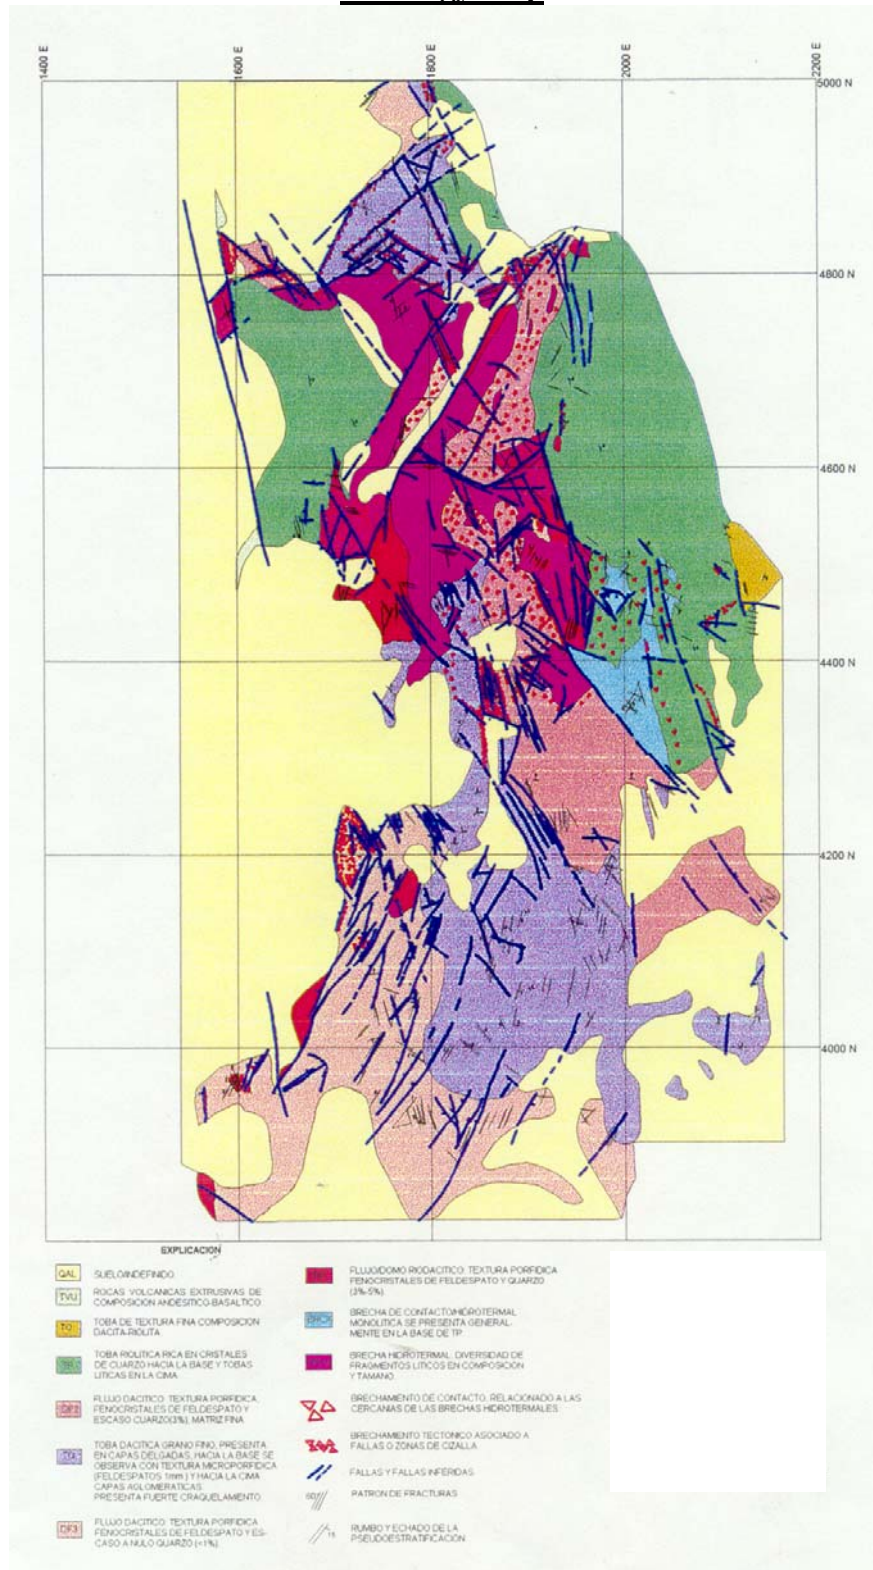 1400 E
1600 E
1800 E
2000 E
2200 E
5000 N
4800 N
4600 N
4400 N
4200 N
4000 N
EXPLICACION
QAL
SUELO/INDEFINIDO
TVU
ROCAS VOLCANICAS EXTRUSIVAS DE
COMPOSICION ANDESITICO-BASALTICO.
TQ
TOBA DE TEXTURA FINA COMPOSICION
DACITA-RIOLITA.
TOBA RIOLITICA RICA EN CRISTALES
DE CUARZO HACIA LA BASE Y TOBAS
LITICAS EN LA CIMA.
DP2
FLUJO DACITICO: TEXTURA PORFIDICA,
FENOCRISTALES DE FELDESPATO Y
ESCASO CUARZO(3%), MATRIZ FINA.
TOBA DACITICA GRANO FINO, PRESENTA
EN CAPAS DELGADAS, HACIA LA BASE SE
OBSERVA CON TEXTURA MICROPORFIDICA
(FELDESPATOS 1mm.) Y HACIA LA CIMA
CAPAS AGLOMERATICAS.
PRESENTA FUERTE CRAQUELAMIENTO.
DP3
FLUJO DACITICO: TEXTURA PORFIDICA
FENOCRISTALES DE FELDESPATO Y ES-
CASO A NULO QUARZO (<1%).
FLUJO/DOMO RIODACITICO: TEXTURA PORFIDICA
FENOCRISTALES DE FELDESPATO Y QUARZO
(3%-5%).
BRECHA DE CONTACTO/HIDROTERMAL
MONOLITICA SE PRESENTA GENERAL-
MENTE EN LA BASE DE TP.
BRECHA HIDROTERMAL: DIVERSIDAD DE
FRAGMENTOS LITICOS EN COMPOSICION
Y TAMANO.
BRECHAMIENTO DE CONTACTO: RELACIONADO A LAS
CERCANIAS DE LAS BRECHAS HIDROTERMALES.
BRECHAMIENTO TECTONICO ASOCIADO A
FALLAS O ZONAS DE CIZALLA.
FALLAS Y FALLAS INFERIDAS
60
PATRON DE FRACTURAS
15
RUMBO Y ECHADO DE LA
PSEUDOESTRATIFICACIÓN.